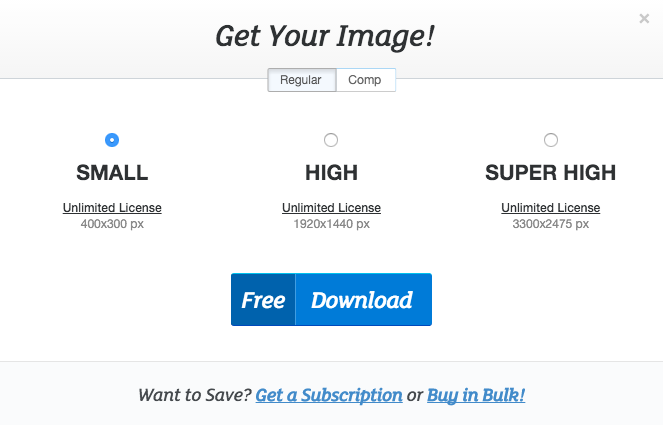 Get Your Image!
×
Regular Comp
SMALL HIGH SUPER HIGH
Unlimited License Unlimited License Unlimited License
400x300 px 1920x1440 px 3300x2475 px
Free Download
Want to Save? Get a Subscription or Buy in Bulk!